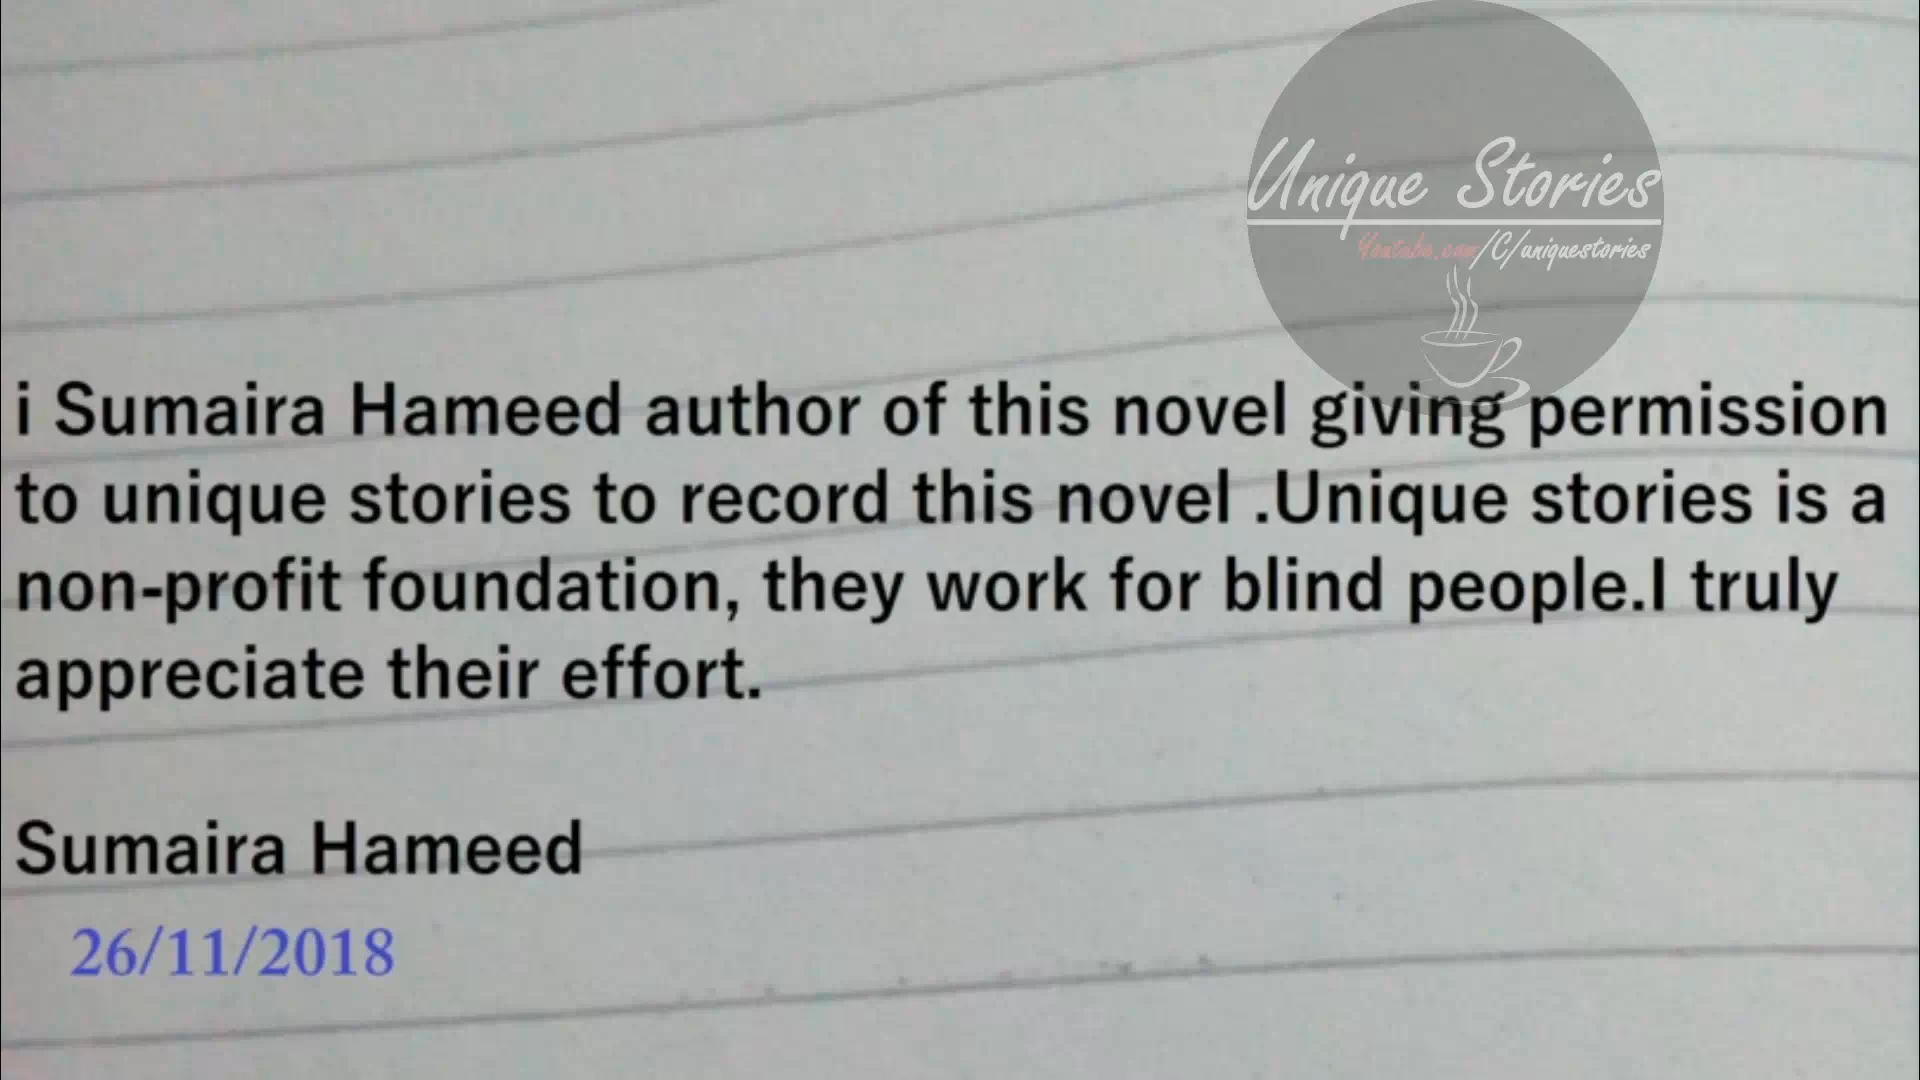 Unique Stories
Youtube.com/C/uniquestories
i Sumaira Hameed author of this novel giving permission
to unique stories to record this novel .Unique stories is a
non-profit foundation, they work for blind people.I truly
appreciate their effort.
Sumaira Hameed
26/11/2018